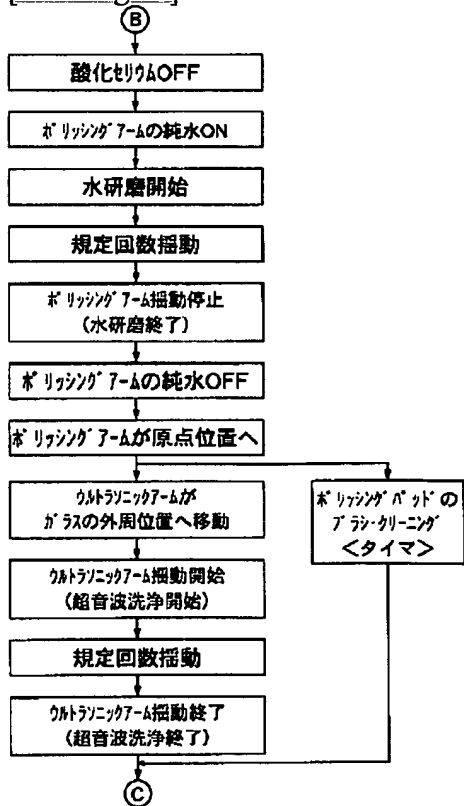 B
酸化ｾﾘｳﾑOFF
ﾎﾟﾘｯｼﾝｸﾞｱｰﾑの純水ON
水研磨開始
規定回数揺動
ﾎﾟﾘｯｼﾝｸﾞｱｰﾑ揺動停止
(水研磨終了)
ﾎﾟﾘｯｼﾝｸﾞｱｰﾑの純水OFF
ﾎﾟﾘｯｼﾝｸﾞｱｰﾑが原点位置へ
ｳﾙﾄﾗｿﾆｯｸｱｰﾑが
ｶﾞﾗｽの外周位置へ移動
ﾎﾟﾘｯｼﾝｸﾞﾊﾟｯﾄﾞの
ﾌﾞﾗｼ･ｸﾘｰﾆﾝｸﾞ
＜タイマ＞
ｳﾙﾄﾗｿﾆｯｸｱｰﾑ揺動開始
(超音波洗浄開始)
規定回数揺動
ｳﾙﾄﾗｿﾆｯｸｱｰﾑ揺動終了
(超音波洗浄終了)
C